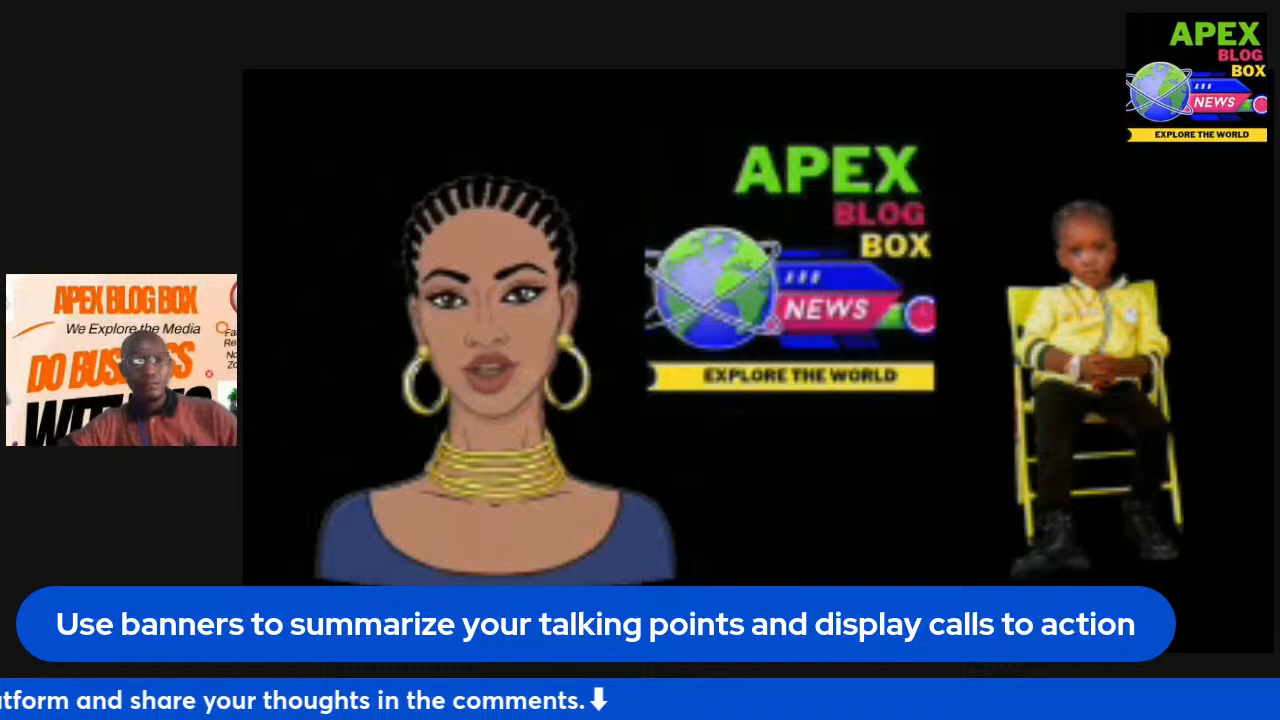 APEX
BLOG
BOX
NEWS
EXPLORE THE WORLD
APEX
BLOG
BOX
NEWS
EXPLORE THE WORLD
APEX BLOG BOX
We Explore the Media
DO
Use banners to summarize your talking points and display calls to action
and share your thoughts in the comments.⬇